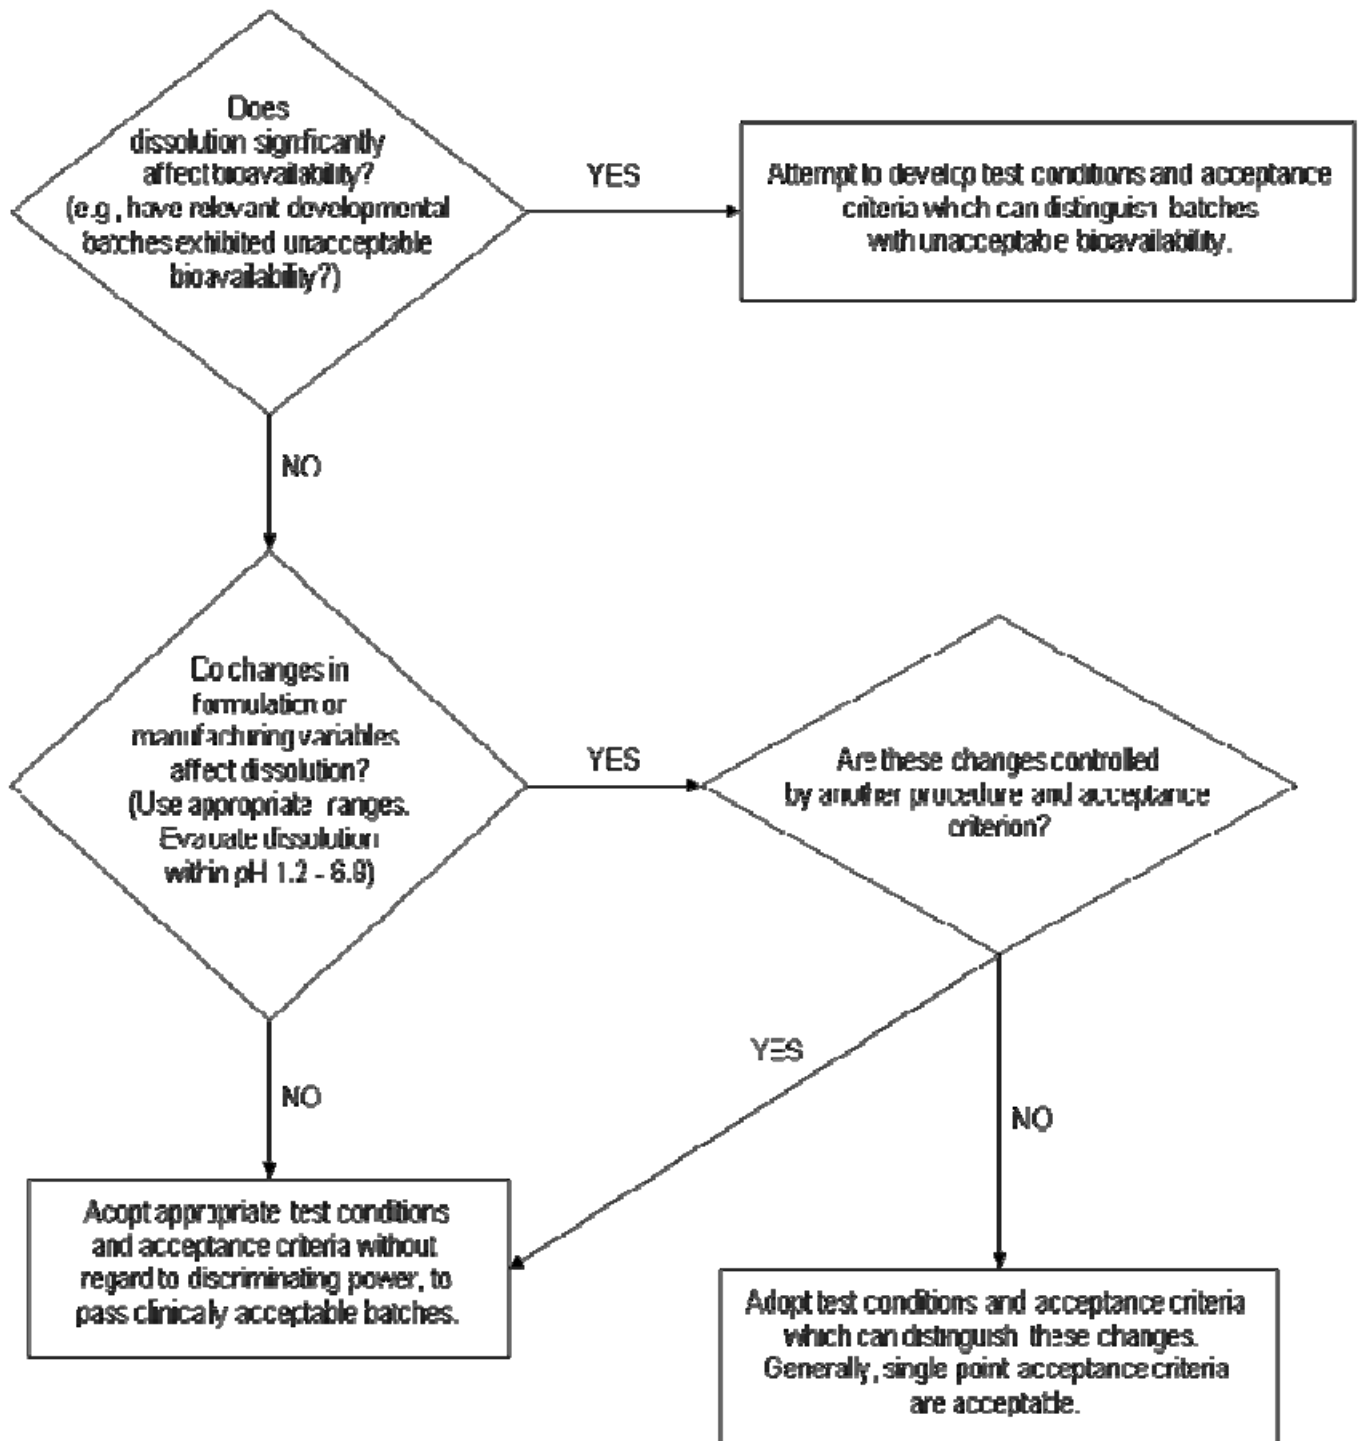 Does
dissolution significantly
affect bioavailability?
(e.g., have relevant developmental
batches exhibited unacceptable
bioavailability?)
YES
Attempt to develop test conditions and acceptance
criteria which can distinguish batches
with unacceptable bioavailability.
NO
Do changes in
formulation or
manufacturing variables
affect dissolution?
(Use appropriate ranges.
Evaluate dissolution
within pH 1.2 - 6.8)
YES
Are these changes controlled
by another procedure and acceptance
criterion?
YES
NO
NO
Adopt appropriate test conditions
and acceptance criteria without
regard to discriminating power, to
pass clinically acceptable batches.
Adopt test conditions and acceptance criteria
which can distinguish these changes.
Generally, single point acceptance criteria
are acceptable.